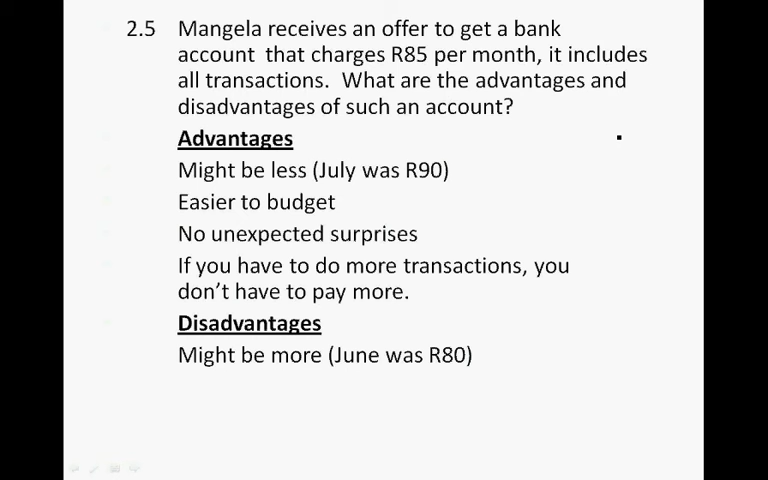 2.5 Mangela receives an offer to get a bank
account that charges R85 per month, it includes
all transactions. What are the advantages and
disadvantages of such an account?
Advantages
Might be less (July was R90)
Easier to budget
No unexpected surprises
If you have to do more transactions, you
don't have to pay more.
Disadvantages
Might be more (June was R80)